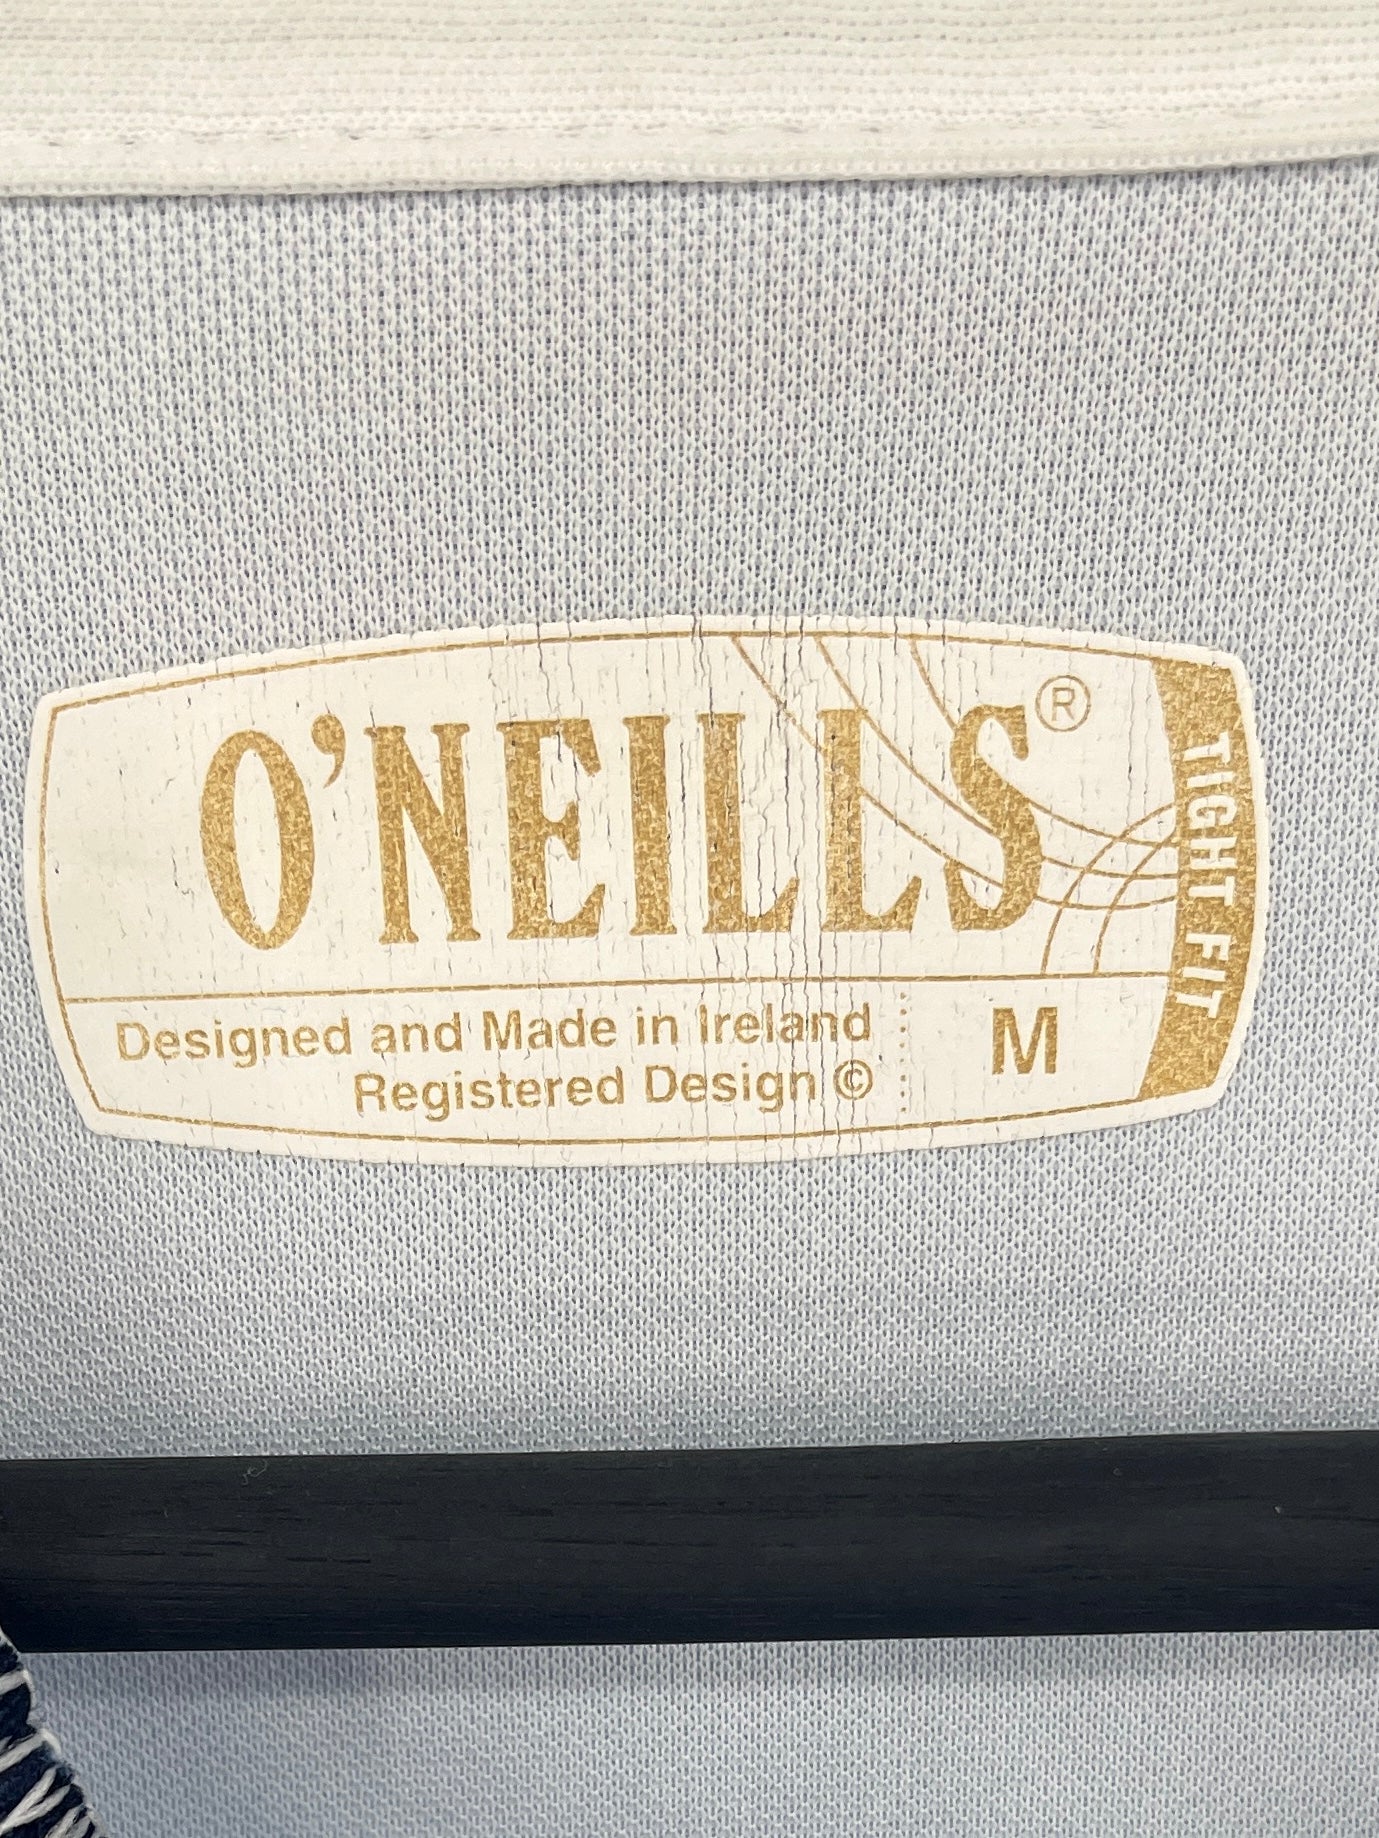 O'NEILLS®
Designed and Made in Ireland
Registered Design ©
M
TIGHT FIT